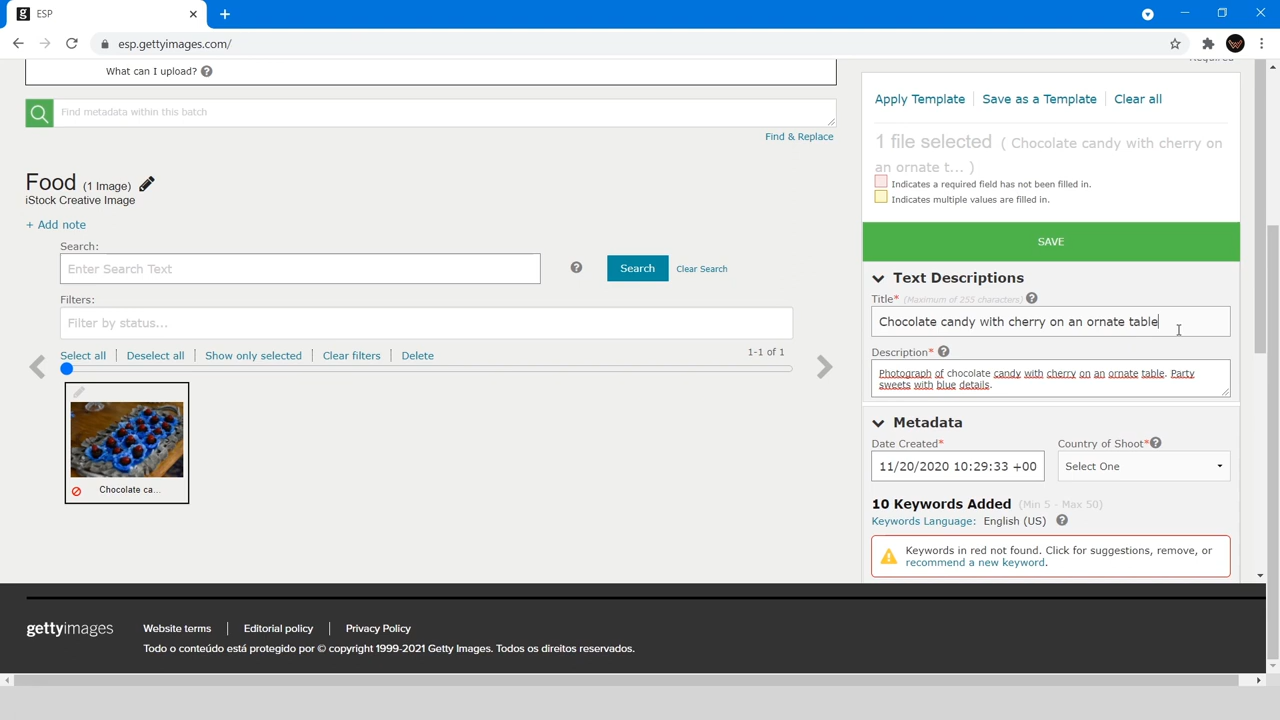 ESP
esp.gettyimages.com/
What can I upload?
Find metadata within this batch
Find & Replace
Food (1 Image)
iStock Creative Image
+ Add note
Search:
Enter Search Text
Search
Clear Search
Filters:
Filter by status...
Select all
Deselect all
Show only selected
Clear filters
Delete
1-1 of 1
Chocolate ca...
Required
Apply Template
Save as a Template
Clear all
1 file selected ( Chocolate candy with cherry on
an ornate t... )
Indicates a required field has not been filled in.
Indicates multiple values are filled in.
SAVE
Text Descriptions
Title* (Maximum of 255 characters)
Chocolate candy with cherry on an ornate table
Description*
Photograph of chocolate candy with cherry on an ornate table. Party
sweets with blue details.
Metadata
Date Created*
Country of Shoot*
11/20/2020 10:29:33 +00
Select One
10 Keywords Added (Min 5 - Max 50)
Keywords Language: English (US)
Keywords in red not found. Click for suggestions, remove, or
recommend a new keyword.
gettyimages
Website terms
Editorial policy
Privacy Policy
Todo o conteúdo está protegido por © copyright 1999-2021 Getty Images. Todos os direitos reservados.